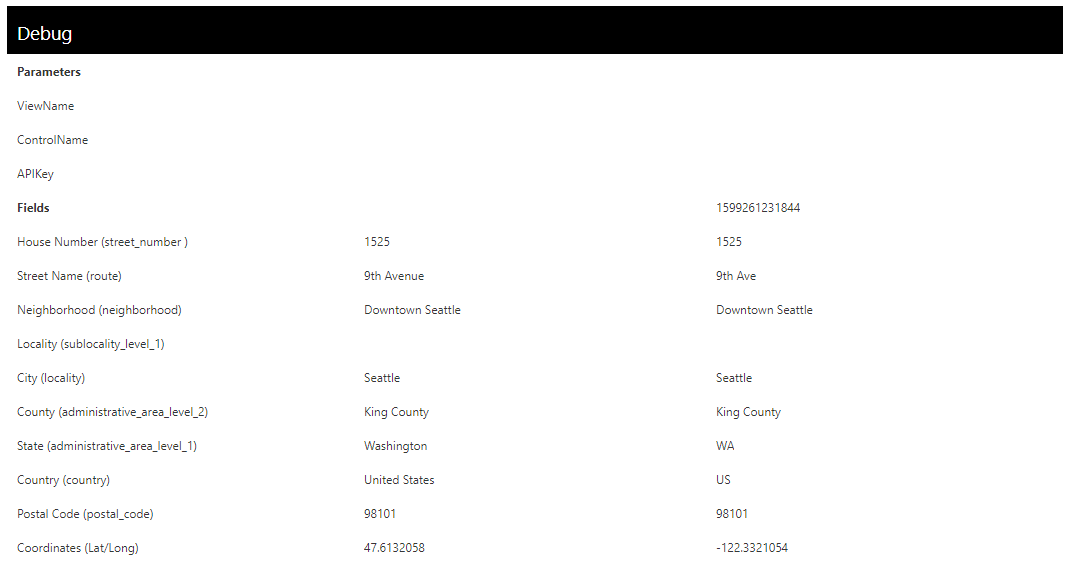 Debug
Parameters
ViewName
ControlName
APIKey
Fields 1599261231844
House Number (street_number ) 1525 1525
Street Name (route) 9th Avenue 9th Ave
Neighborhood (neighborhood) Downtown Seattle Downtown Seattle
Locality (sublocality_level_1)
City (locality) Seattle Seattle
County (administrative_area_level_2) King County King County
State (administrative_area_level_1) Washington WA
Country (country) United States US
Postal Code (postal_code) 98101 98101
Coordinates (Lat/Long) 47.6132058 -122.3321054